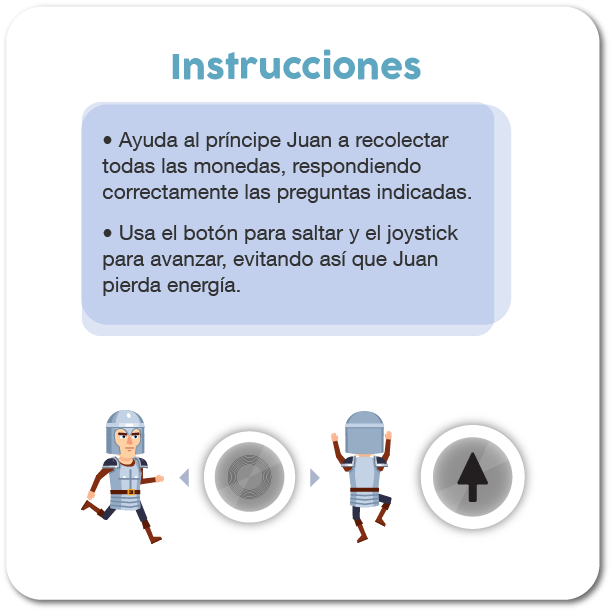 Instrucciones
• Ayuda al príncipe Juan a recolectar
todas las monedas, respondiendo
correctamente las preguntas indicadas.
• Usa el botón para saltar y el joystick
para avanzar, evitando así que Juan
pierda energía.